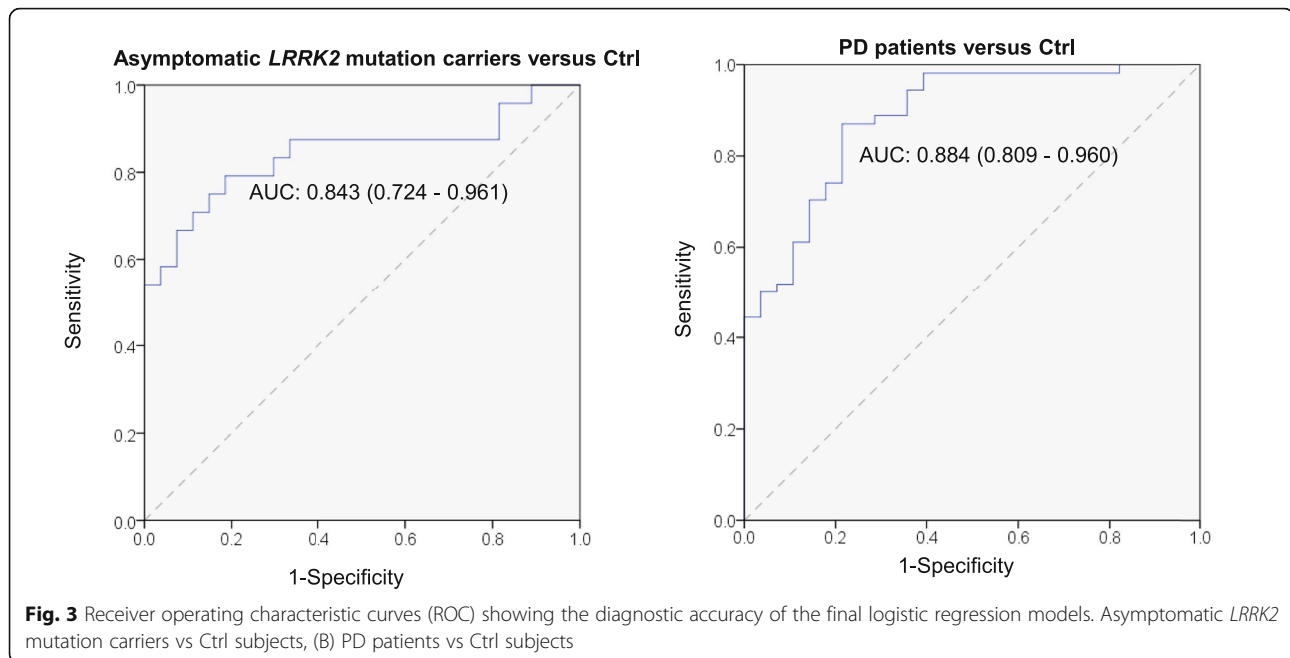 Asymptomatic LRRK2 mutation carriers versus Ctrl
1.0
0.8
0.6
0.4
0.2
0.0
0.0 0.2 0.4 0.6 0.8 1.0
Sensitivity
1-Specificity
AUC: 0.843 (0.724 - 0.961)
PD patients versus Ctrl
1.0
0.8
0.6
0.4
0.2
0.0
0.0 0.2 0.4 0.6 0.8 1.0
Sensitivity
1-Specificity
AUC: 0.884 (0.809 - 0.960)
Fig. 3 Receiver operating characteristic curves (ROC) showing the diagnostic accuracy of the final logistic regression models. Asymptomatic LRRK2
mutation carriers vs Ctrl subjects, (B) PD patients vs Ctrl subjects